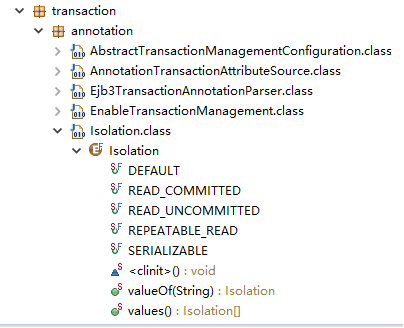 transaction
annotation
AbstractTransactionManagementConfiguration.class
AnnotationTransactionAttributeSource.class
Ejb3TransactionAnnotationParser.class
EnableTransactionManagement.class
Isolation.class
Isolation
DEFAULT
READ_COMMITTED
READ_UNCOMMITTED
REPEATABLE_READ
SERIALIZABLE
<clinit>() : void
valueOf(String) : Isolation
values() : Isolation[]